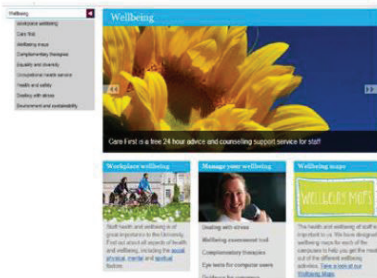 Wellbeing
Workplace wellbeing
Care first
Wellbeing maps
Complementary therapies
Equality and diversity
Occupational health service
Health and safety
Dealing with stress
Environment and sustainability
Wellbeing
Care First is a free 24 hour advice and counselling support service for staff
Workplace wellbeing
Staff health and wellbeing is of
great importance to the University.
Find out about all aspects of health
and wellbeing, including the social,
physical, mental and spiritual
factors.
Manage your wellbeing
Dealing with stress
Wellbeing assessment tool
Complementary therapies
Eye tests for computer users
Guidance for computer
Wellbeing maps
WELLBEING MAPS
The health and wellbeing of staff is
important to us. We have designed
wellbeing maps for each of the
campuses to help you get the most
out of the different wellbeing
activities. Take a look at our
Wellbeing Maps.